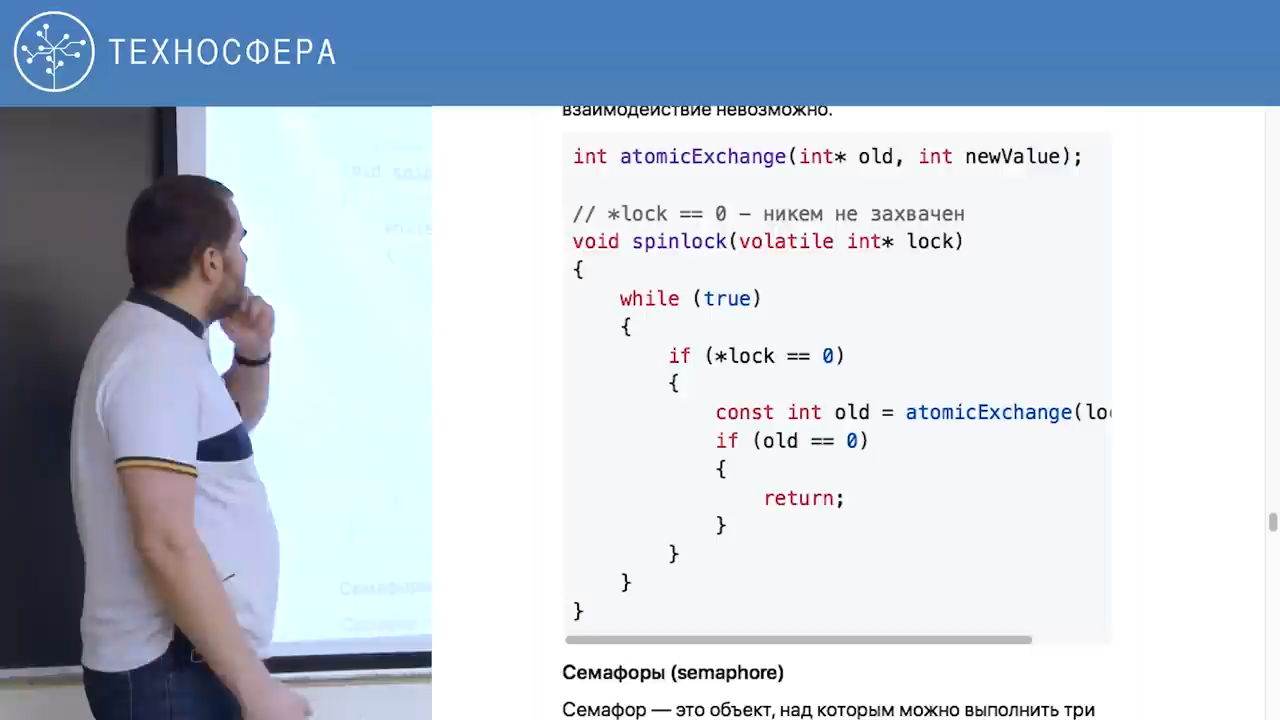 ТЕХНОСФЕРА
взаимодействие невозможно.
int atomicExchange(int* old, int newValue);
// *lock == 0 – никем не захвачен
void spinlock(volatile int* lock)
{
while (true)
{
if (*lock == 0)
{
const int old = atomicExchange(loc
if (old == 0)
{
return;
}
}
}
}
Семафоры (semaphore)
Семафор — это объект, над которым можно выполнить три